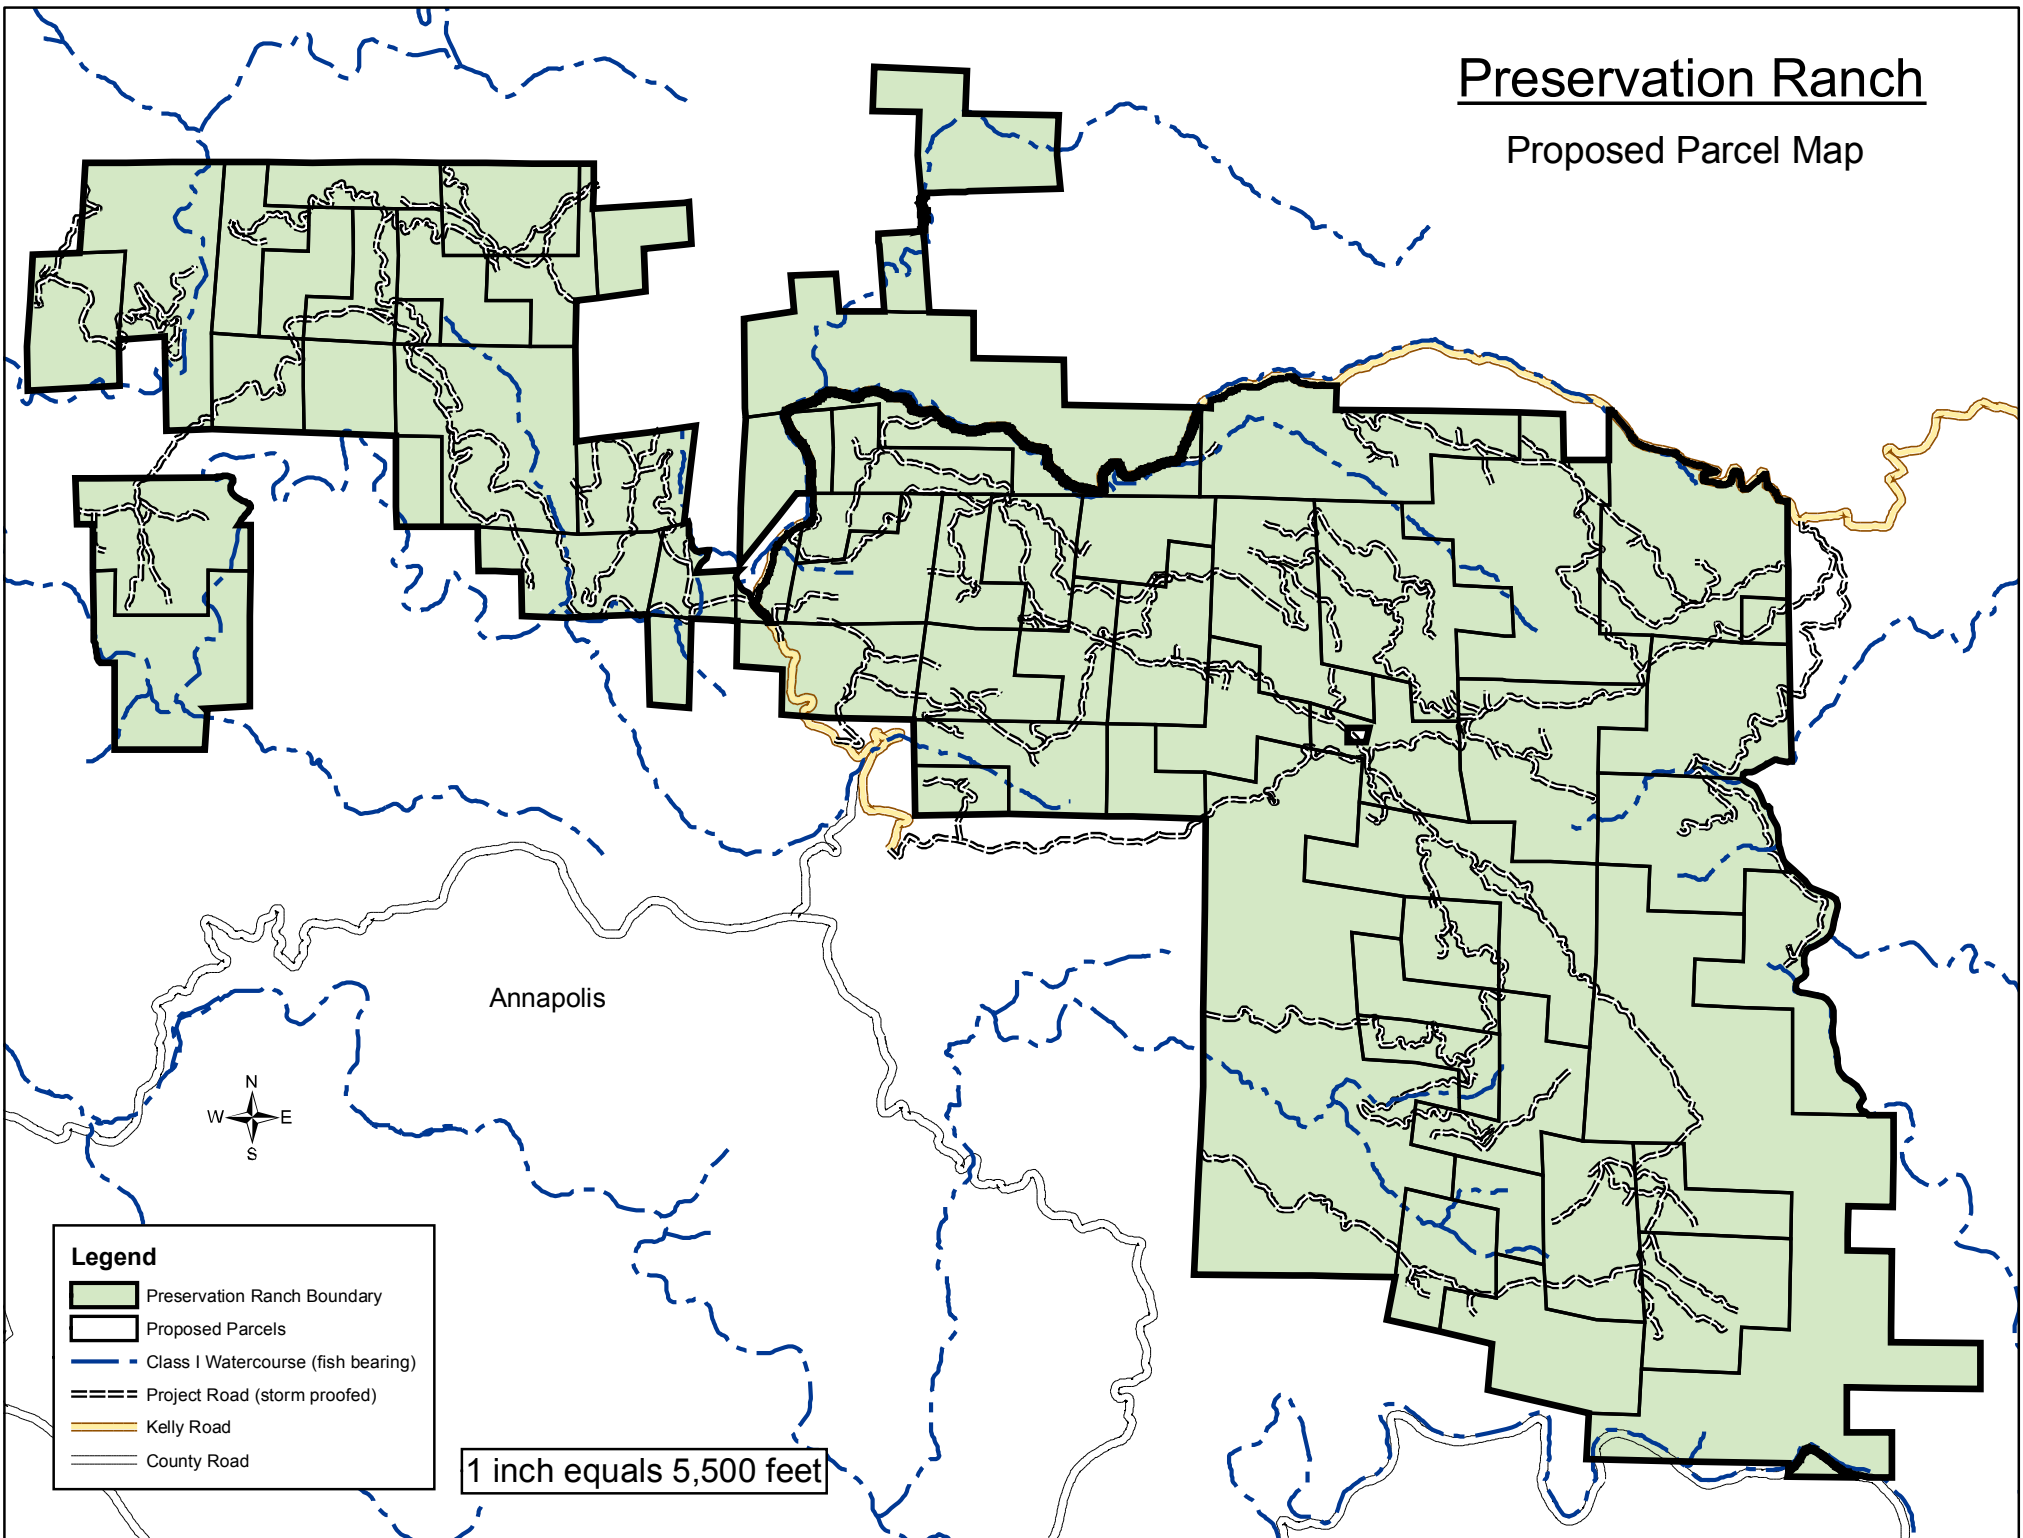 Preservation Ranch
Proposed Parcel Map
Annapolis
N
W E
S
Legend
Preservation Ranch Boundary
Proposed Parcels
Class I Watercourse (fish bearing)
Project Road (storm proofed)
Kelly Road
County Road
1 inch equals 5,500 feet